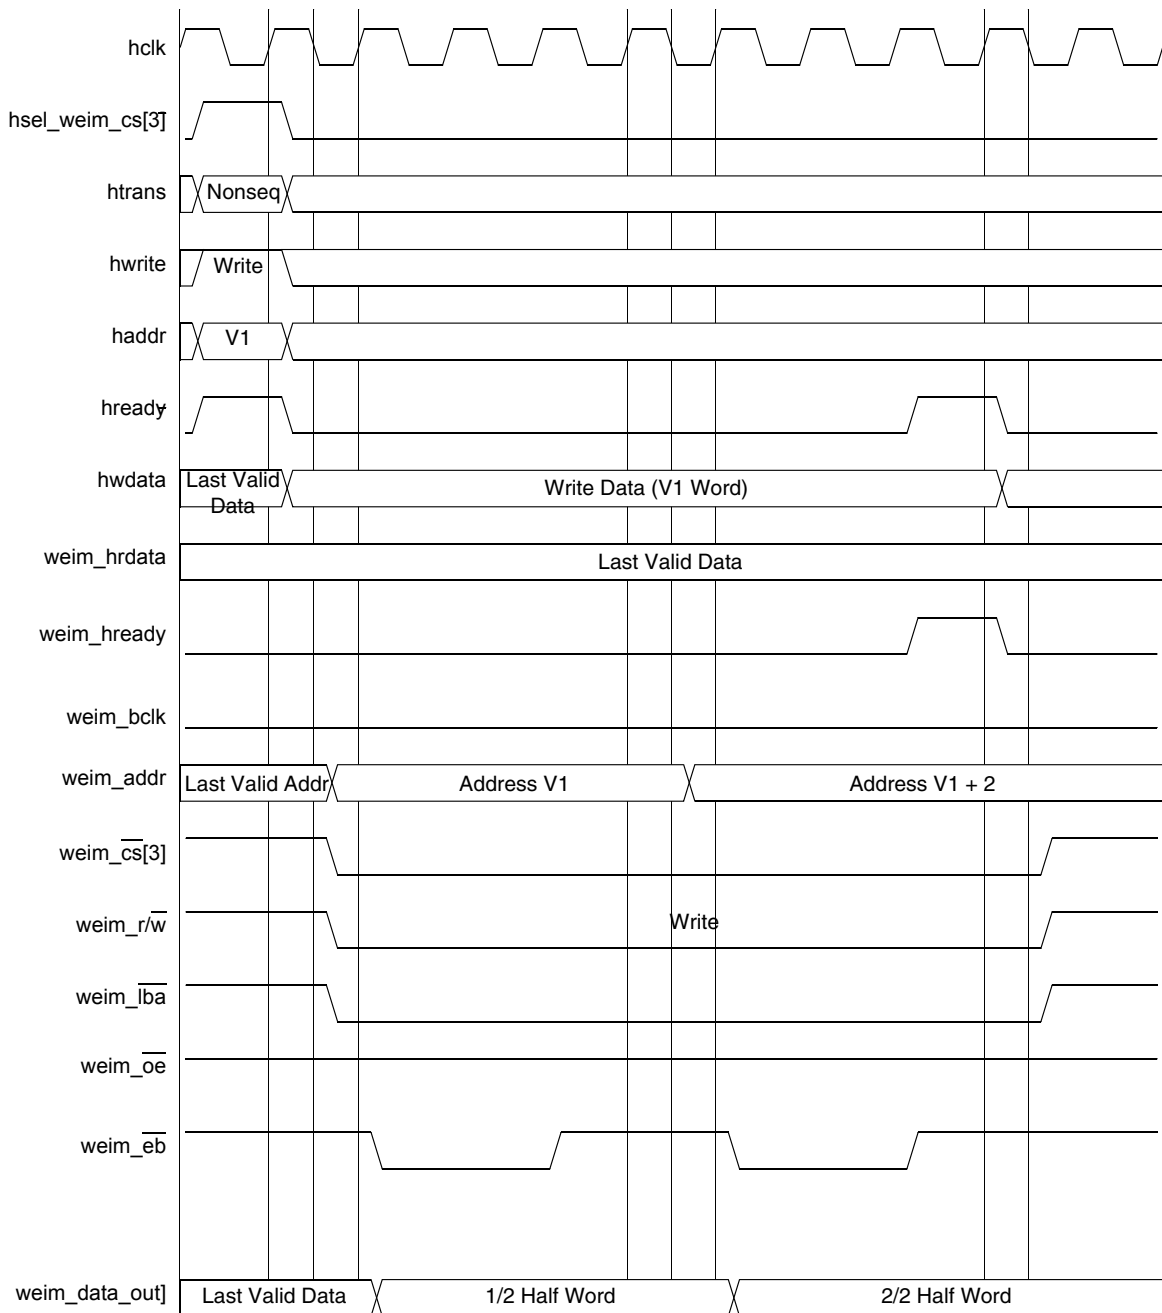 hclk
hsel_weim_cs[3]
htrans Nonseq
hwrite Write
haddr V1
hready
hwdata Last Valid Data Write Data (V1 Word)
weim_hrdata Last Valid Data
weim_hready
weim_bclk
weim_addr Last Valid Addr Address V1 Address V1 + 2
weim_cs[3]
weim_r/w Write
weim_lba
weim_oe
weim_eb
weim_data_out] Last Valid Data 1/2 Half Word 2/2 Half Word